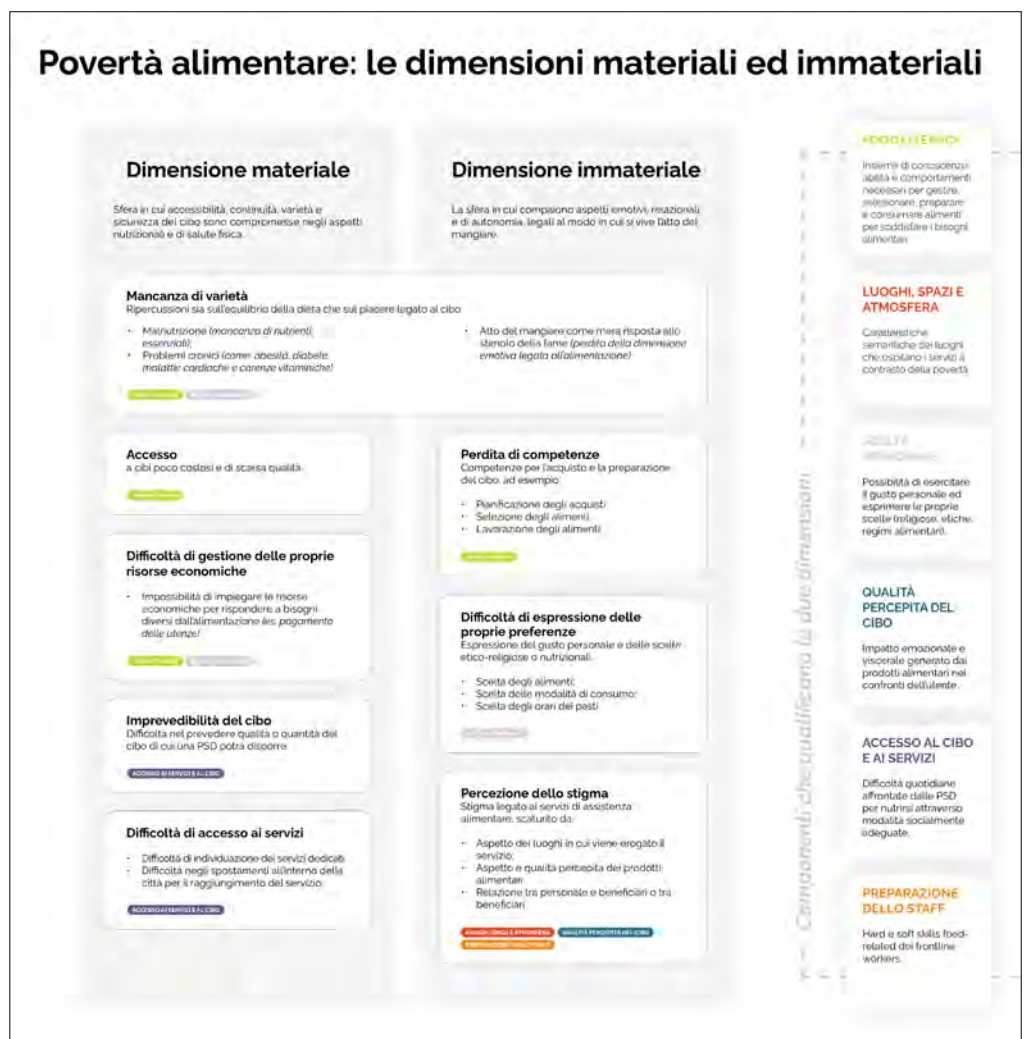 Povertà alimentare: le dimensioni materiali ed immateriali
Dimensione materiale
Sfera in cui accessibilità, continuità, varietà e
sicurezza del cibo sono compromesse negli aspetti
nutrizionali e di salute fisica.
Dimensione immateriale
La sfera in cui compaiono aspetti emotivi, relazionali
e di autonomia, legati al modo in cui si vive l'atto del
mangiare.
Mancanza di varietà
Ripercussioni sia sull'equilibrio della dieta che sul piacere legato al cibo
• Malnutrizione (mancanza di nutrienti
essenziali);
• Problemi cronici (come: obesità, diabete,
malattie cardiache e carenze vitaminiche)
• Atto del mangiare come mera risposta allo
stimolo della fame (perdita della dimensione
emotiva legata all'alimentazione)
Accesso
a cibi poco costosi e di scarsa qualità.
Difficoltà di gestione delle proprie
risorse economiche
• Impossibilità di impiegare le risorse
economiche per rispondere a bisogni
diversi dall'alimentazione (es. pagamento
delle utenze)
Imprevedibilità del cibo
Difficoltà nel prevedere qualità o quantità del
cibo di cui una PSD potrà disporre.
ACCESSO AI SERVIZI E AL CIBO
Difficoltà di accesso ai servizi
• Difficoltà di individuazione dei servizi dedicati
• Difficoltà negli spostamenti all'interno della
città per il raggiungimento del servizio.
ACCESSO AI SERVIZI E AL CIBO
Perdita di competenze
Competenze per l'acquisto e la preparazione
del cibo, ad esempio:
• Pianificazione degli acquisti
• Selezione degli alimenti
• Lavorazione degli alimenti
Difficoltà di espressione delle
proprie preferenze
Espressione del gusto personale e delle scelte
etico-religiose o nutrizionali.
• Scelta degli alimenti;
• Scelta delle modalità di consumo;
• Scelta degli orari dei pasti.
Percezione dello stigma
Stigma legato ai servizi di assistenza
alimentare, scaturito da:
• Aspetto dei luoghi in cui viene erogato il
servizio;
• Aspetto e qualità percepita dei prodotti
alimentari
• Relazione tra personale e beneficiari o tra
beneficiari
LUOGHI, SPAZI E ATMOSFERA
QUALITÀ PERCEPITA DEL CIBO
PREPARAZIONE DELLO STAFF
Componenti che qualificano le due dimensioni
FOOD LITERACY
Insieme di conoscenze
abilità e comportamenti
necessari per gestire,
selezionare, preparare
e consumare alimenti
per soddisfare i bisogni
alimentari.
LUOGHI, SPAZI E
ATMOSFERA
Caratteristiche
semantiche dei luoghi
che ospitano i servizi a
contrasto della povertà
SCELTA
Possibilità di esercitare
il gusto personale ed
esprimere le proprie
scelte (religiose, etiche,
regimi alimentari).
QUALITÀ
PERCEPITA DEL
CIBO
Impatto emozionale e
viscerale generato dai
prodotti alimentari nei
confronti dell'utente.
ACCESSO AL CIBO
E AI SERVIZI
Difficoltà quotidiane
affrontate dalle PSD
per nutrirsi attraverso
modalità socialmente
adeguate.
PREPARAZIONE
DELLO STAFF
Hard e soft skills food-
related dei frontline
workers.